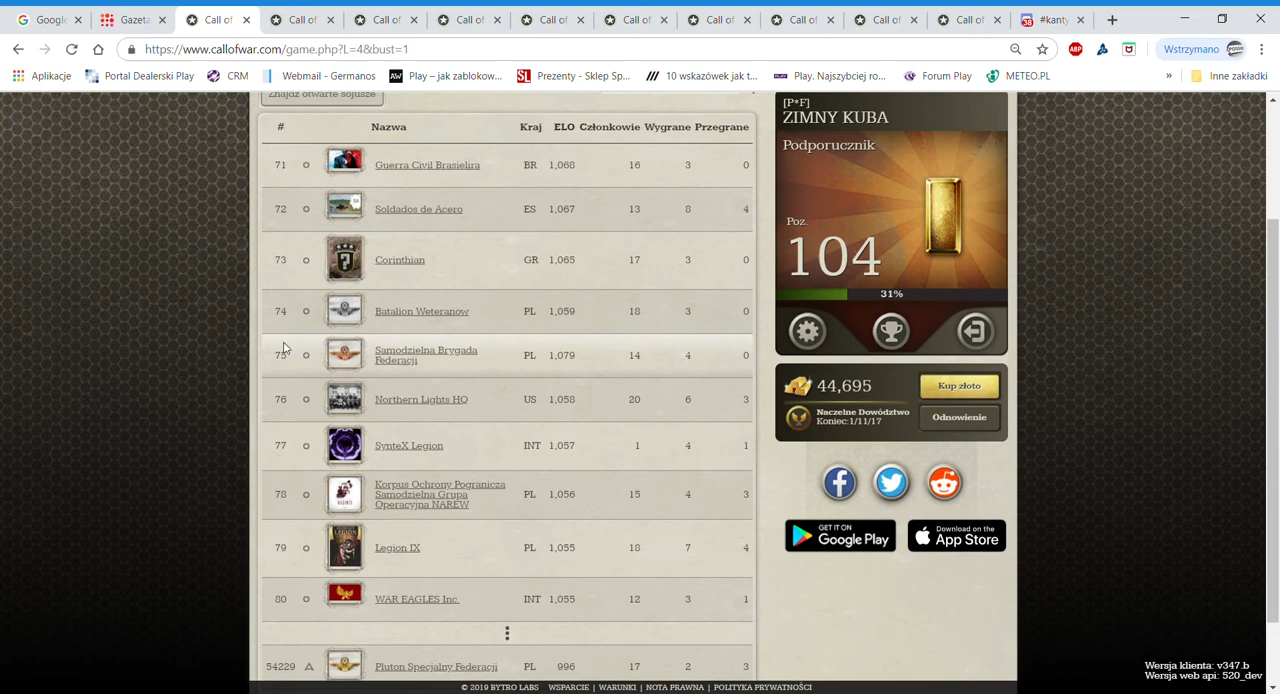 Google
Gazeta
Call of
Call of
Call of
Call of
Call of
Call of
Call of
Call of
Call of
Call of
38
#kanty
https://www.callofwar.com/game.php?L=4&bust=1
ABP
Wstrzymano
Aplikacje
Portal Dealerski Play
CRM
Webmail – Germanos
AW
Play – jak zablokow...
SL
Prezenty - Sklep Sp...
10 wskazówek jak t...
PLAY
Play. Najszybciej ro...
Forum Play
METEO.PL
»
Inne zakładki
Znajdź otwarte sojusze
# Nazwa Kraj ELO Członkowie Wygrane Przegrane
71 Guerra Civil Brasielira BR 1,068 16 3 0
72 Soldados de Acero ES 1,067 13 8 4
73 Corinthian GR 1,065 17 3 0
74 Batalion Weteranow PL 1,059 18 3 0
75 Samodzielna Brygada
Federacji PL 1,079 14 4 0
76 Northern Lights HQ US 1,058 20 6 3
77 SynteX Legion INT 1,057 1 4 1
78 Korpus Ochrony Pogranicza
Samodzielna Grupa
Operacyjna NAREW PL 1,056 15 4 3
79 Legion IX PL 1,055 18 7 4
LEGION
80 WAR EAGLES Inc. INT 1,055 12 3 1
54229 Pluton Specjalny Federacji PL 996 17 2 3
[P*F]
ZIMNY KUBA
Podporucznik
Poz.
104
31%
44,695
Kup złoto
Naczelne Dowództwo
Koniec:1/11/17
Odnowienie
GET IT ON
Google Play
Download on the
App Store
Wersja klienta: v347.b
Wersja web api: 520_dev
© 2019 BYTRO LABS WSPARCIE | WARUNKI | NOTA PRAWNA | POLITYKA PRYWATNOŚCI